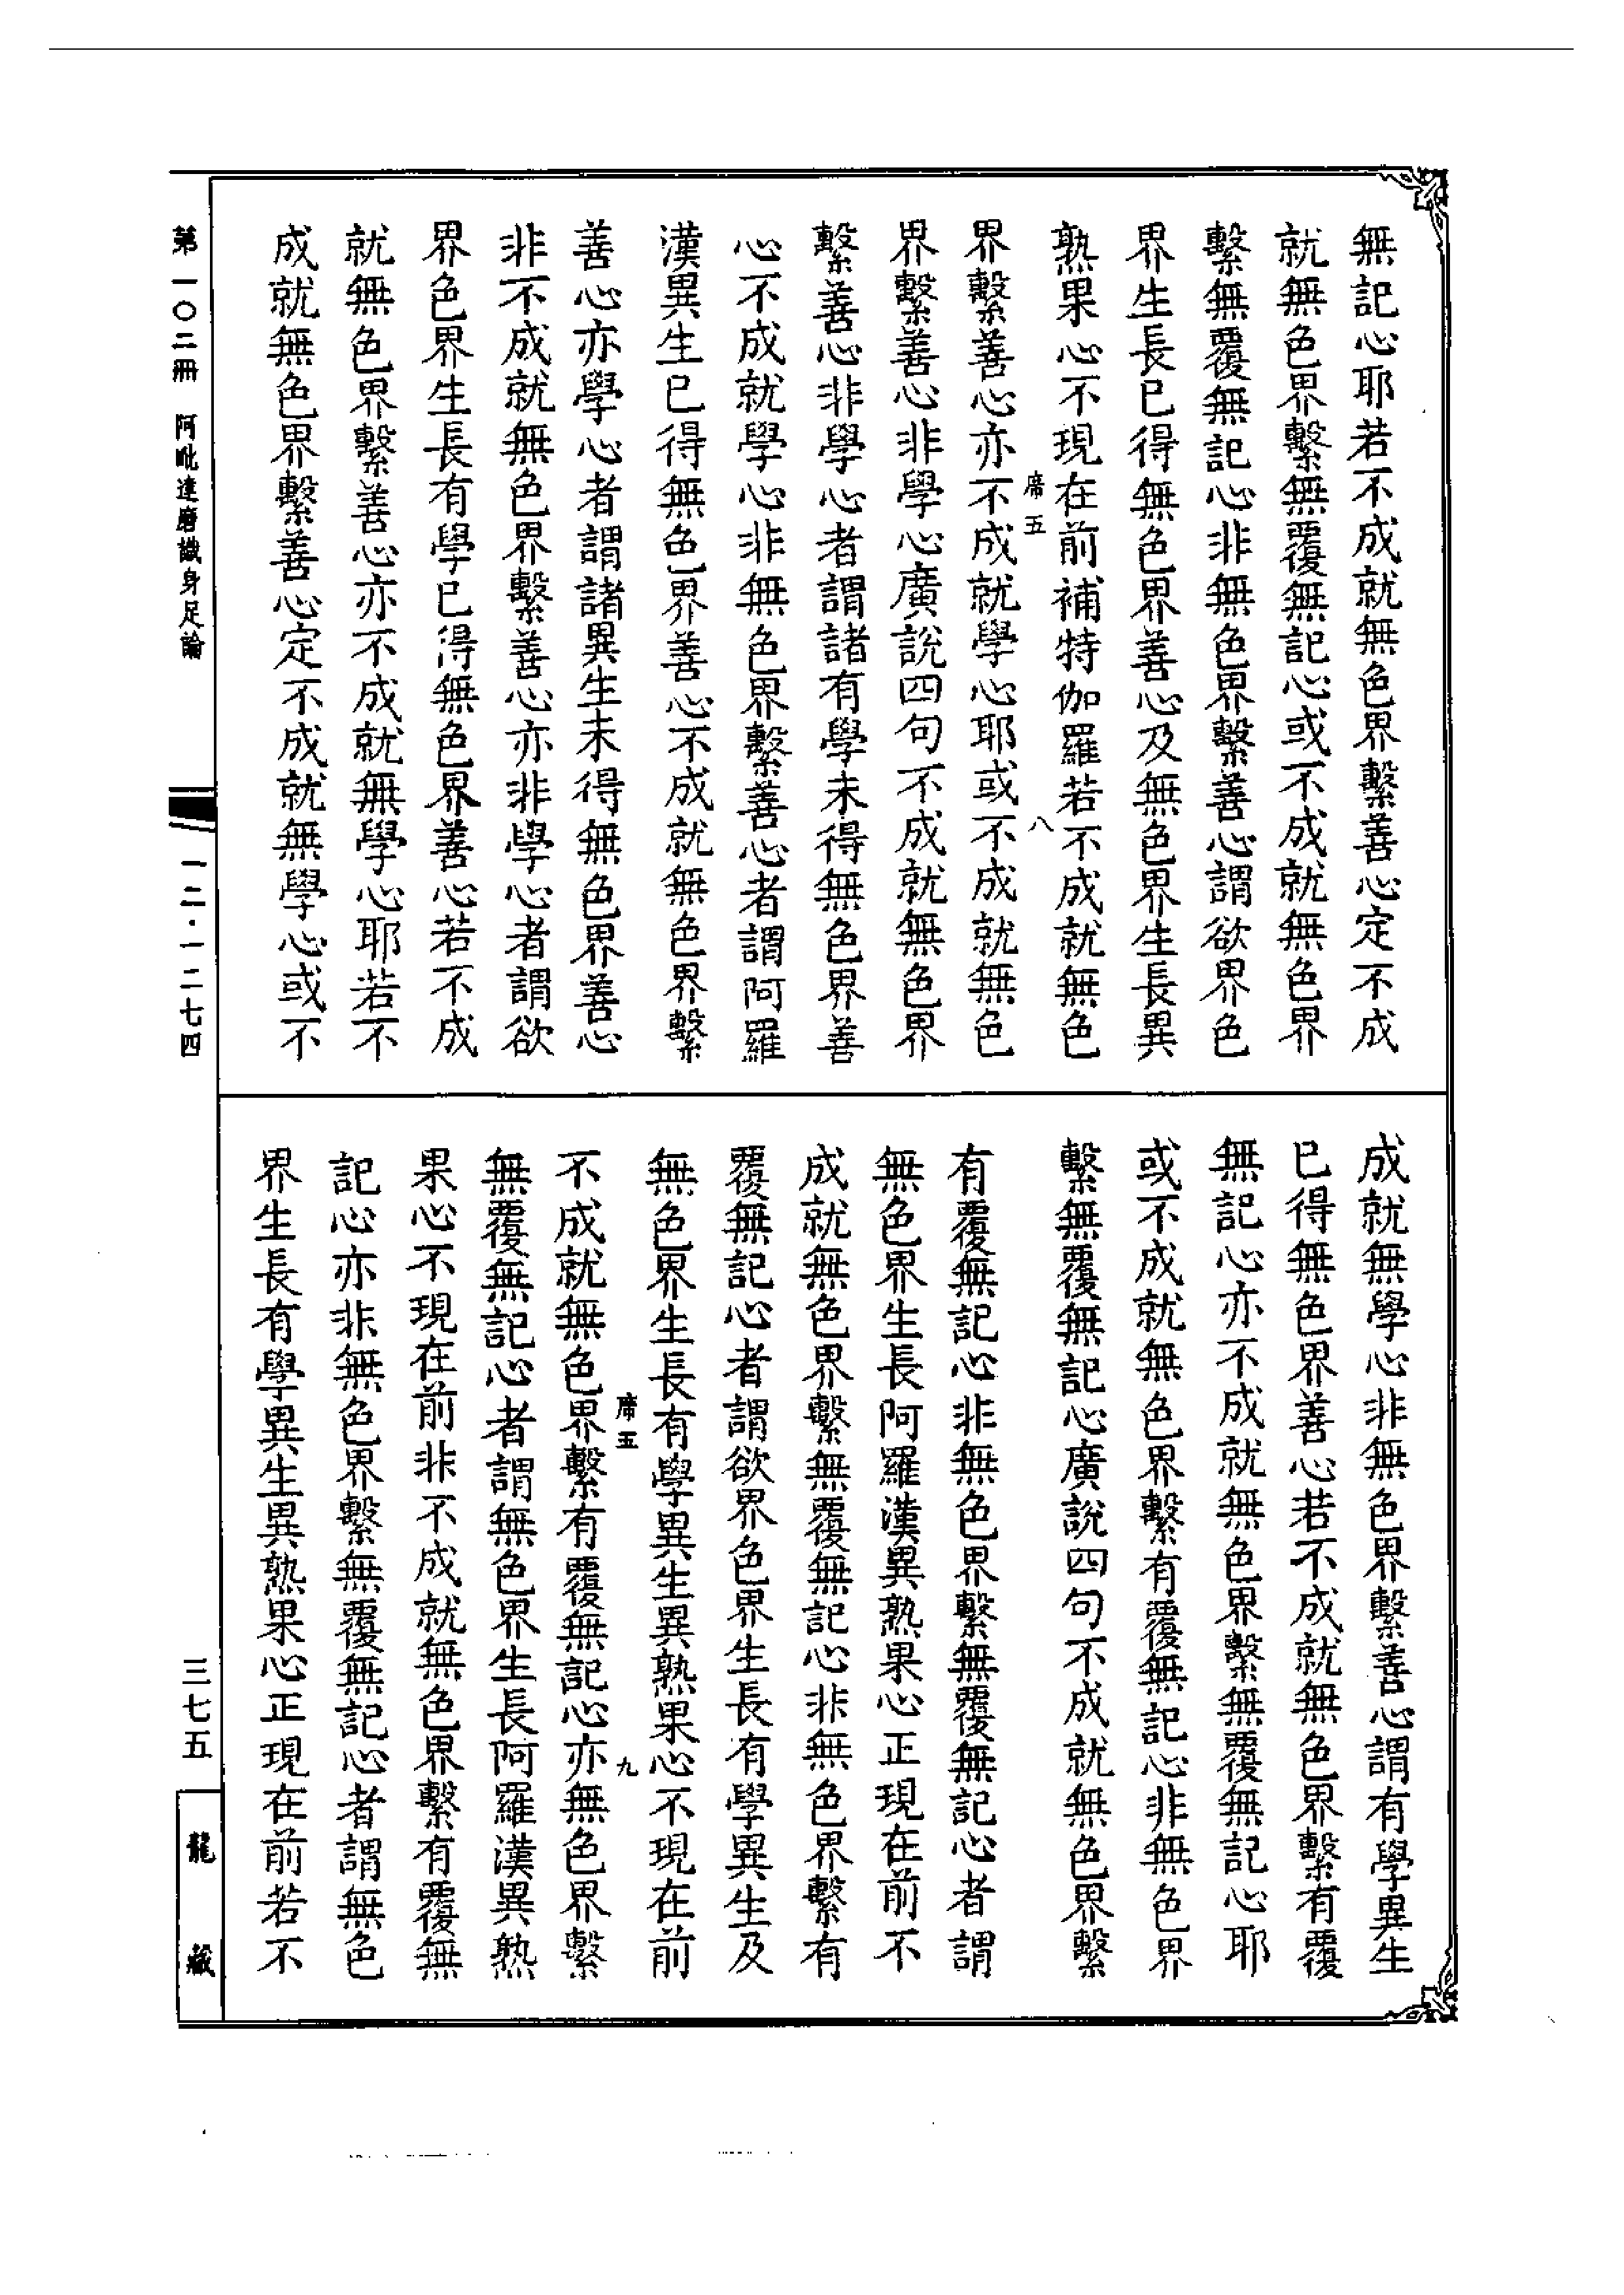 無記心耶若不成就無色界繫善心定不成
就無色界繫無覆無記心或不成就無色界
繫無覆無記心非無色界繫善心謂欲界色
界生長已得無色界善心及無色界生長異
熟果心不現在前補特伽羅若不成就無色
席五
八
界繫善心亦不成就學心耶或不成就無色
界繫善心非學心廣說四句不成就無色界
繫善心非學心者謂諸有學未得無色界善
心不成就學心非無色界繫善心者謂阿羅
漢異生已得無色界善心不成就無色界繫
善心亦學心者謂諸異生未得無色界善心
非不成就無色界繫善心亦非學心者謂欲
界色界生長有學已得無色界善心若不成
就無色界繫善心亦不成就無學心耶若不
成就無色界繫善心定不成就無學心或不
成就無學心非無色界繫善心謂有學異生
已得無色界善心若不成就無色界繫有覆
無記心亦不成就無色界繫無覆無記心耶
或不成就無色界繫有覆無記心非無色界
繫無覆無記心廣說四句不成就無色界繫
有覆無記心非無色界繫無覆無記心者謂
無色界生長阿羅漢異熟果心正現在前不
成就無色界繫無覆無記心非無色界繫有
覆無記心者謂欲界色界生長有學異生及
無色界生長有學異生異熟果心不現在前
席五
九
不成就無色界繫有覆無記心亦無色界繫
無覆無記心者謂無色界生長阿羅漢異熟
果心不現在前非不成就無色界繫有覆無
記心亦非無色界繫無覆無記心者謂無色
界生長有學異生異熟果心正現在前若不
第一〇二冊 阿毗達磨識身足論
一二·一二七四
三七五
龍藏